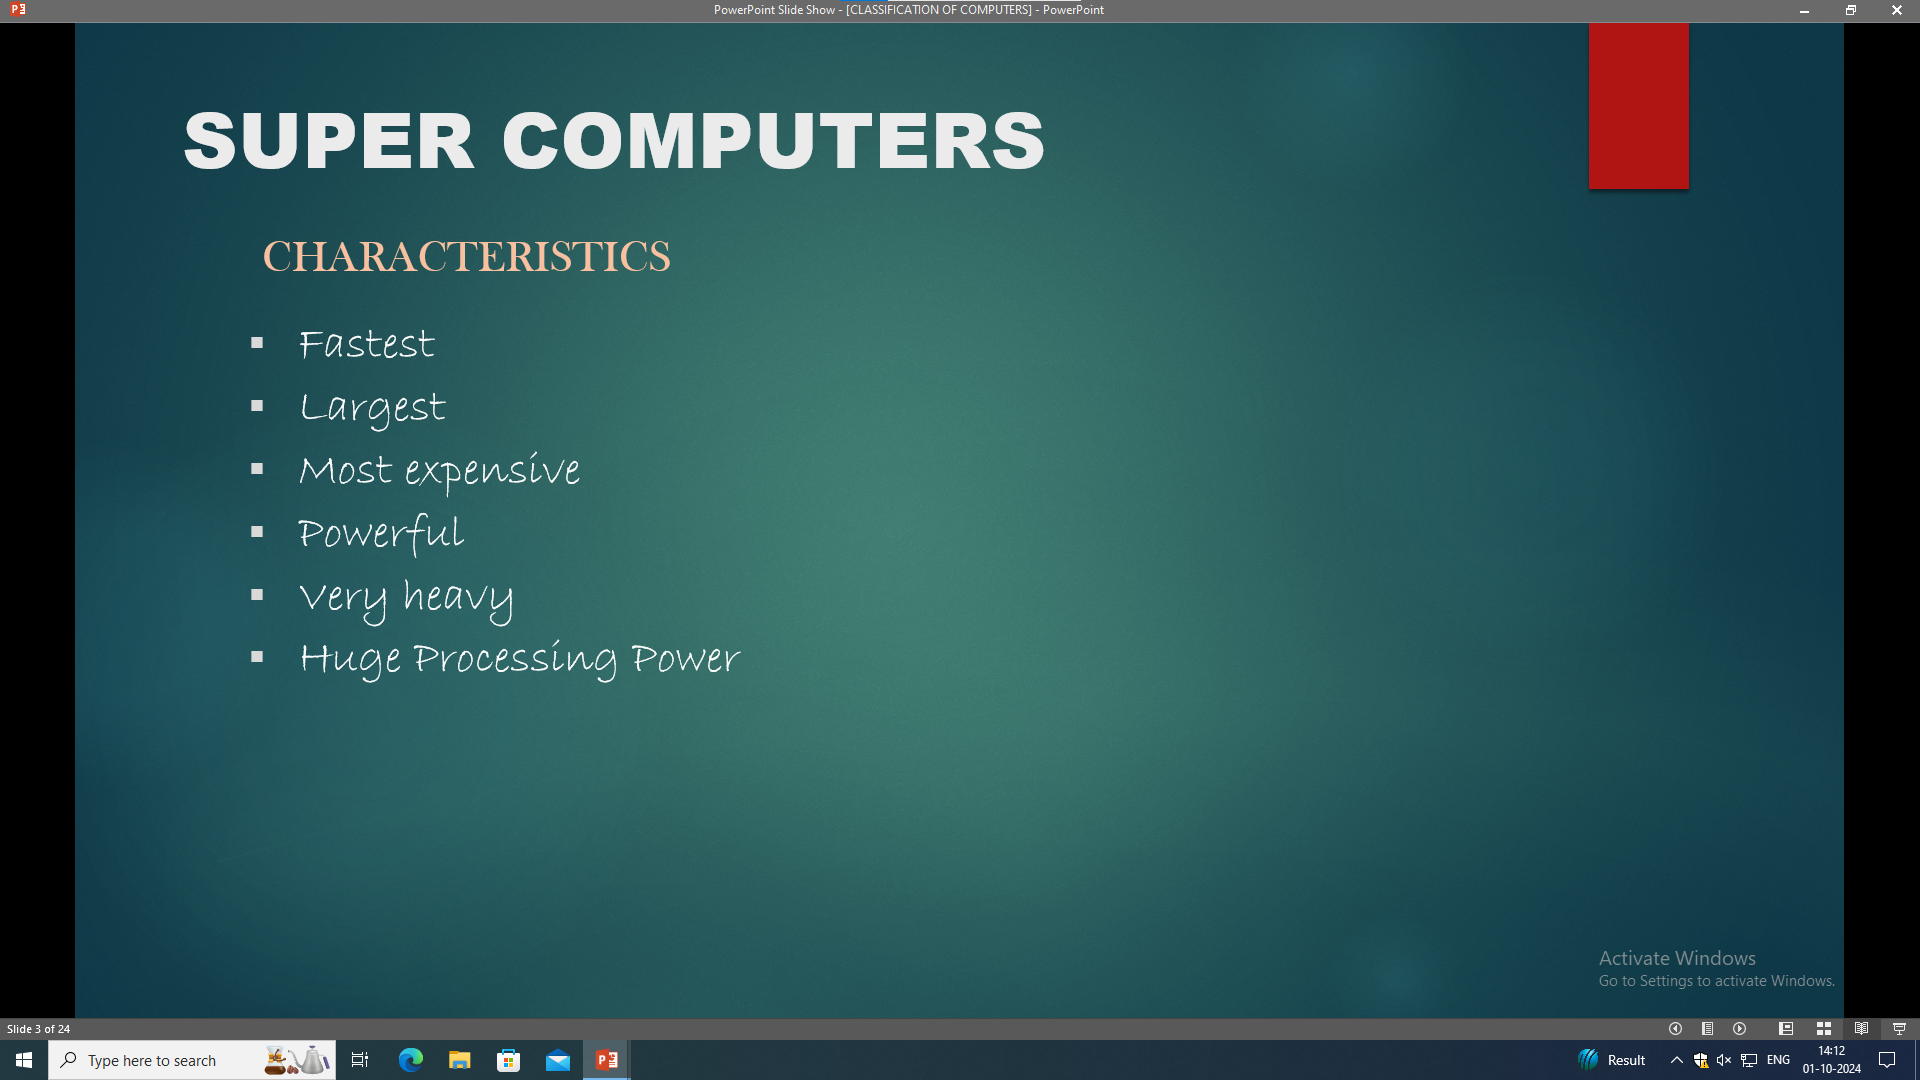 PowerPoint Slide Show - [CLASSIFICATION OF COMPUTERS] - PowerPoint
SUPER COMPUTERS
CHARACTERISTICS
▪ Fastest
▪ Largest
▪ Most expensive
▪ Powerful
▪ Very heavy
▪ Huge Processing Power
Activate Windows
Go to Settings to activate Windows.
Slide 3 of 24
Type here to search
Result
ENG
14:12
01-10-2024